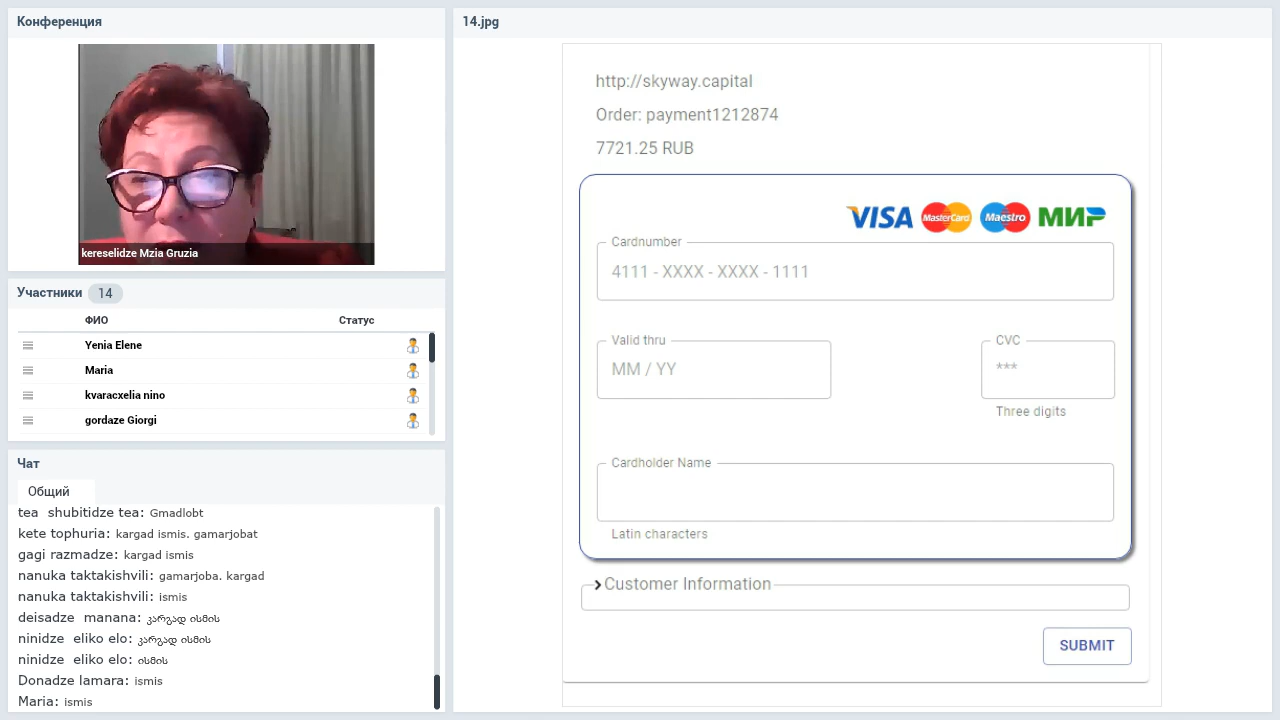 Конференция
kereselidze Mzia Gruzia
Участники 14
ФИО Статус
Yenia Elene
Maria
kvaracxelia nino
gordaze Giorgi
Чат
Общий
tea shubitidze tea: Gmadlobt
kete tophuria: kargad ismis. gamarjobat
gagi razmadze: kargad ismis
nanuka taktakishvili: gamarjoba. kargad
nanuka taktakishvili: ismis
deisadze manana: კარგად ისმის
ninidze eliko elo: კარგად ისმის
ninidze eliko elo: ისმის
Donadze lamara: ismis
Maria: ismis
14.jpg
http://skyway.capital
Order: payment1212874
7721.25 RUB
VISA MasterCard Maestro МИР
Cardnumber
4111 - XXXX - XXXX - 1111
Valid thru CVC
MM / YY ***
Three digits
Cardholder Name
Latin characters
Customer Information
SUBMIT